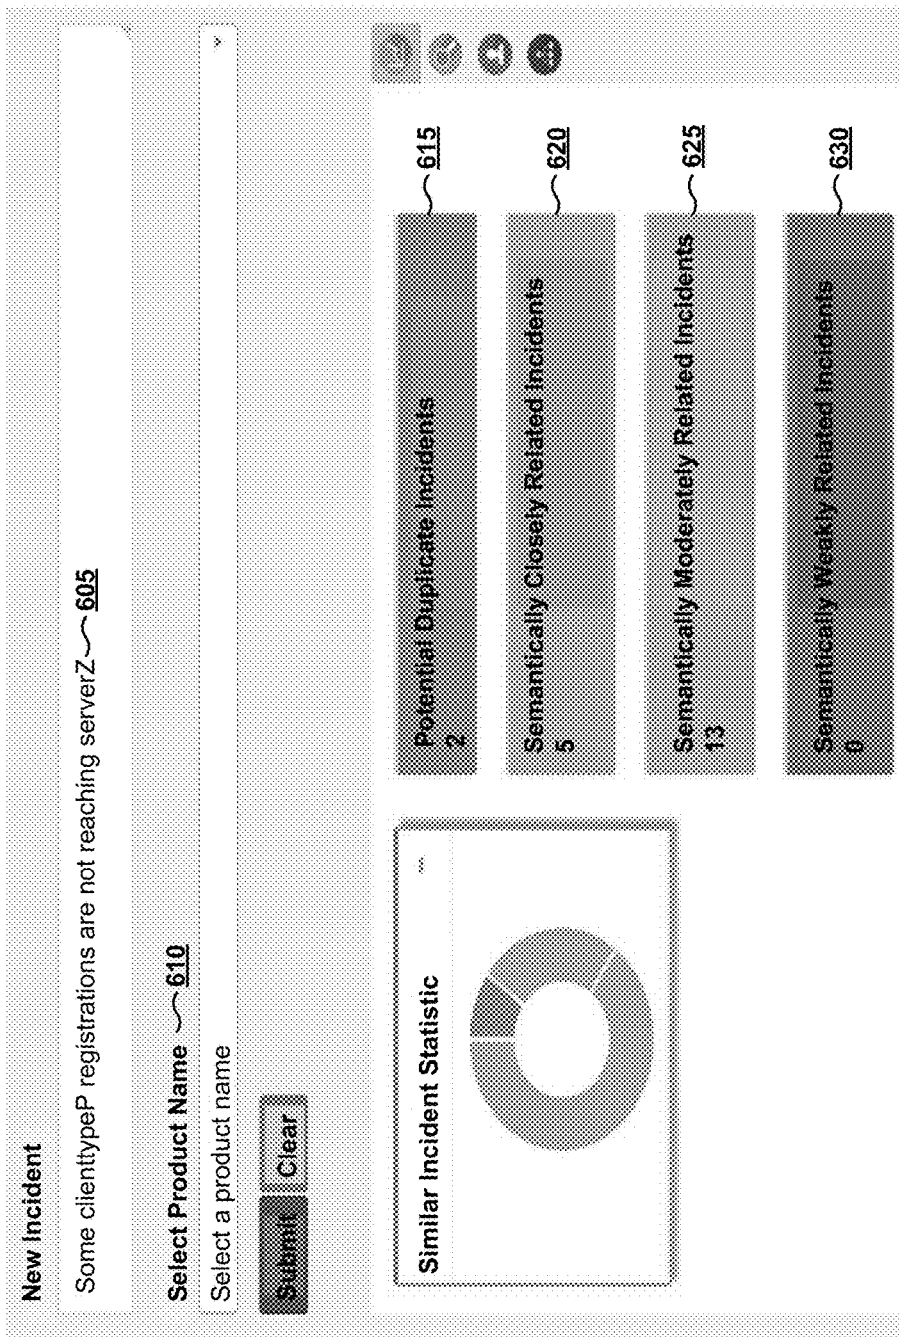 New Incident
Some clienttypeP registrations are not reaching serverZ 605
Select Product Name 610
Select a product name
Submit Clear
Similar Incident Statistic
Potential Duplicate Incidents
2
615
Semantically Closely Related Incidents
5
620
Semantically Moderately Related Incidents
13
625
Semantically Weakly Related Incidents
0
630